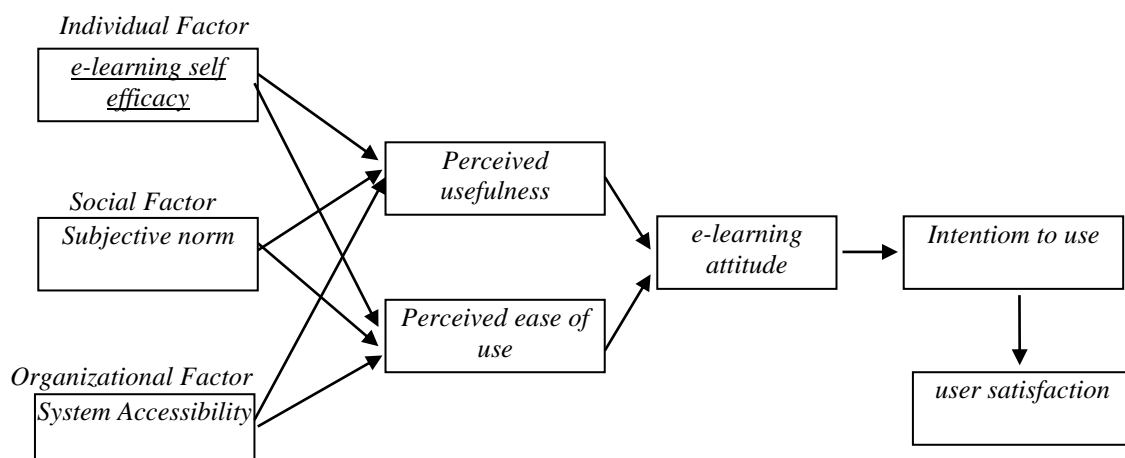 Individual Factor
e-learning self
efficacy
Social Factor
Subjective norm
Organizational Factor
System Accessibility
Perceived
usefulness
Perceived ease of
use
e-learning
attitude
Intentiom to use
user satisfaction